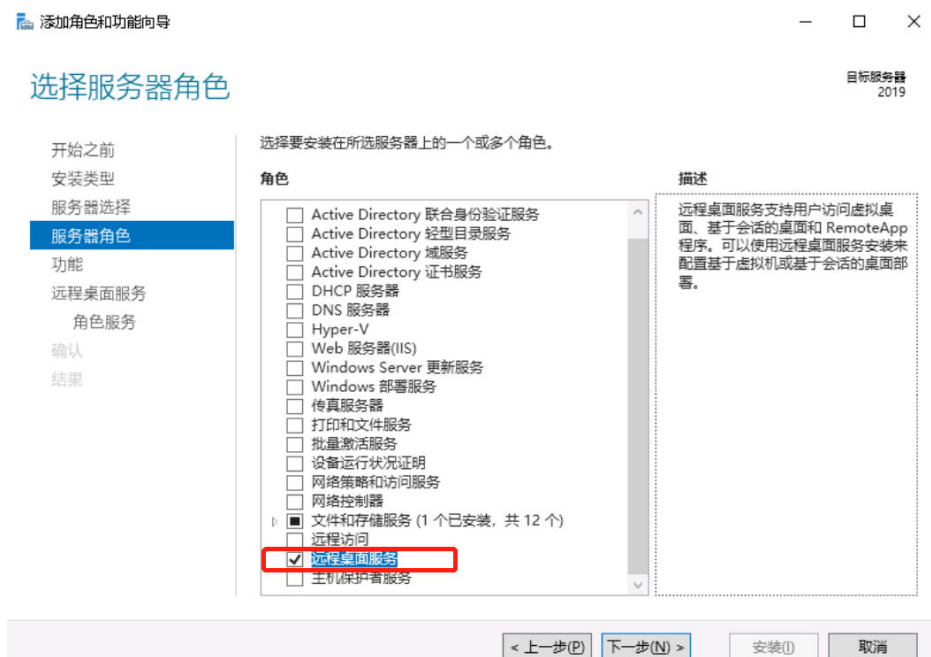 添加角色和功能向导
选择服务器角色
目标服务器
2019
开始之前
安装类型
服务器选择
服务器角色
功能
远程桌面服务
角色服务
确认
结果
选择要安装在所选服务器上的一个或多个角色。
角色
Active Directory 联合身份验证服务
Active Directory 轻型目录服务
Active Directory 域服务
Active Directory 证书服务
DHCP 服务器
DNS 服务器
Hyper-V
Web 服务器(IIS)
Windows Server 更新服务
Windows 部署服务
传真服务器
打印和文件服务
批量激活服务
设备运行状况证明
网络策略和访问服务
网络控制器
文件和存储服务 (1 个已安装，共 12 个)
远程访问
远程桌面服务
主机保护者服务
描述
远程桌面服务支持用户访问虚拟桌
面、基于会话的桌面和 RemoteApp
程序。可以使用远程桌面服务安装来
配置基于虚拟机或基于会话的桌面部
署。
< 上一步(P)
下一步(N) >
安装(I)
取消